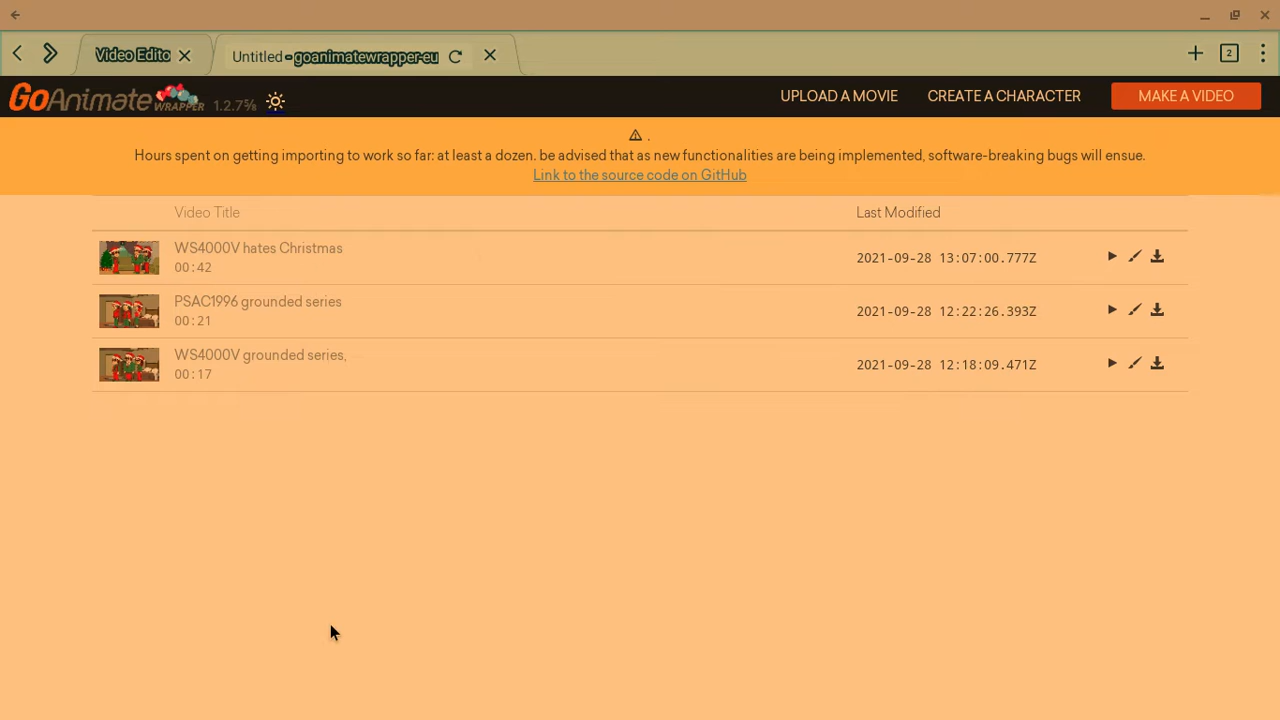 Video Edito
Untitled - goanimatewrapper-eu
2
GoAnimate WRAPPER 1.2.7⅝
UPLOAD A MOVIE
CREATE A CHARACTER
MAKE A VIDEO
⚠ .
Hours spent on getting importing to work so far: at least a dozen. be advised that as new functionalities are being implemented, software-breaking bugs will ensue.
Link to the source code on GitHub
Video Title Last Modified
WS4000V hates Christmas
00:42
2021-09-28 13:07:00.777Z
PSAC1996 grounded series
00:21
2021-09-28 12:22:26.393Z
WS4000V grounded series,
00:17
2021-09-28 12:18:09.471Z